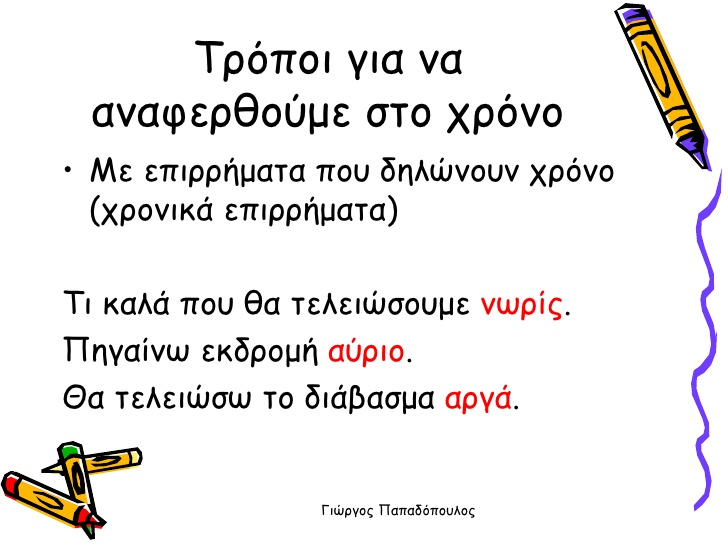 Τρόποι για να
αναφερθούμε στο χρόνο
• Με επιρρήματα που δηλώνουν χρόνο
(χρονικά επιρρήματα)
Τι καλά που θα τελειώσουμε νωρίς.
Πηγαίνω εκδρομή αύριο.
Θα τελειώσω το διάβασμα αργά.
Γιώργος Παπαδόπουλος